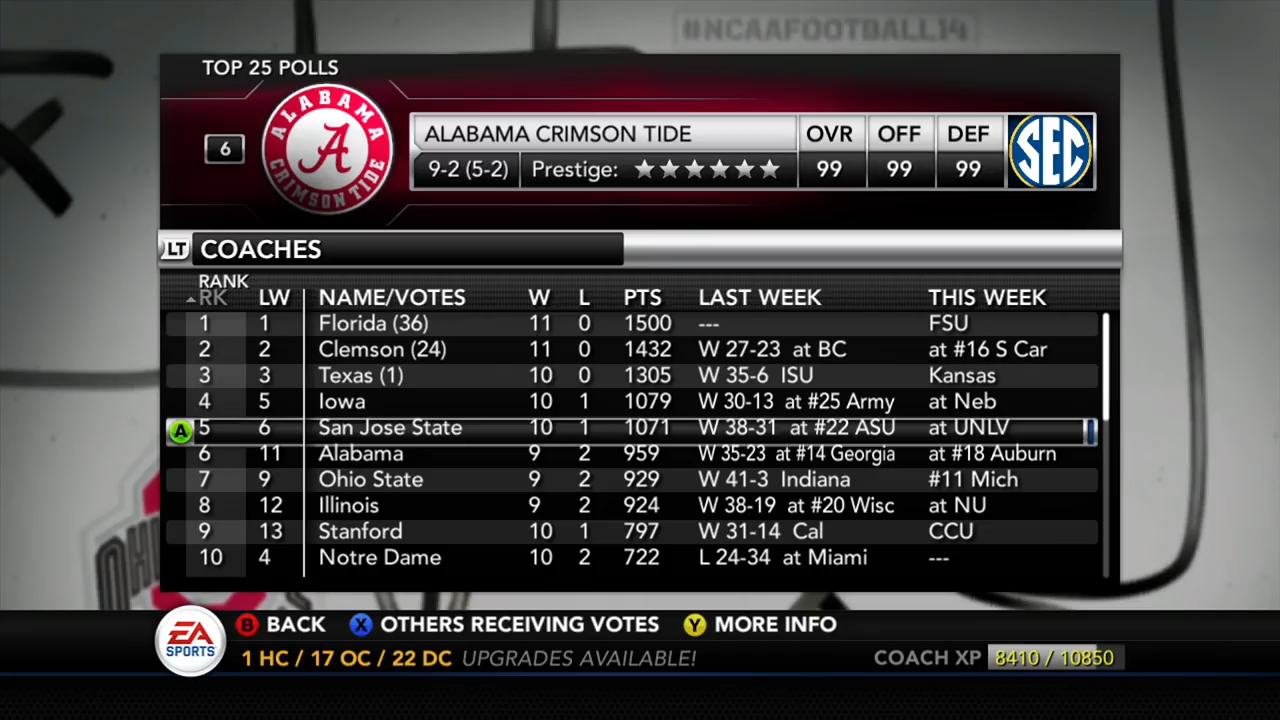 #NCAAFOOTBALL14
TOP 25 POLLS
6
ALABAMA CRIMSON TIDE
A
ALABAMA CRIMSON TIDE OVR OFF DEF
9-2 (5-2) Prestige: 99 99 99
SEC
LT COACHES
RANK
RK LW NAME/VOTES W L PTS LAST WEEK THIS WEEK
1 1 Florida (36) 11 0 1500 --- FSU
2 2 Clemson (24) 11 0 1432 W 27-23 at BC at #16 S Car
3 3 Texas (1) 10 0 1305 W 35-6 ISU Kansas
4 5 Iowa 10 1 1079 W 30-13 at #25 Army at Neb
A 5 6 San Jose State 10 1 1071 W 38-31 at #22 ASU at UNLV
6 11 Alabama 9 2 959 W 35-23 at #14 Georgia at #18 Auburn
7 9 Ohio State 9 2 929 W 41-3 Indiana #11 Mich
8 12 Illinois 9 2 924 W 38-19 at #20 Wisc at NU
9 13 Stanford 10 1 797 W 31-14 Cal CCU
10 4 Notre Dame 10 2 722 L 24-34 at Miami ---
EA
SPORTS
B BACK X OTHERS RECEIVING VOTES Y MORE INFO
1 HC / 17 OC / 22 DC UPGRADES AVAILABLE! COACH XP 8410 / 10850